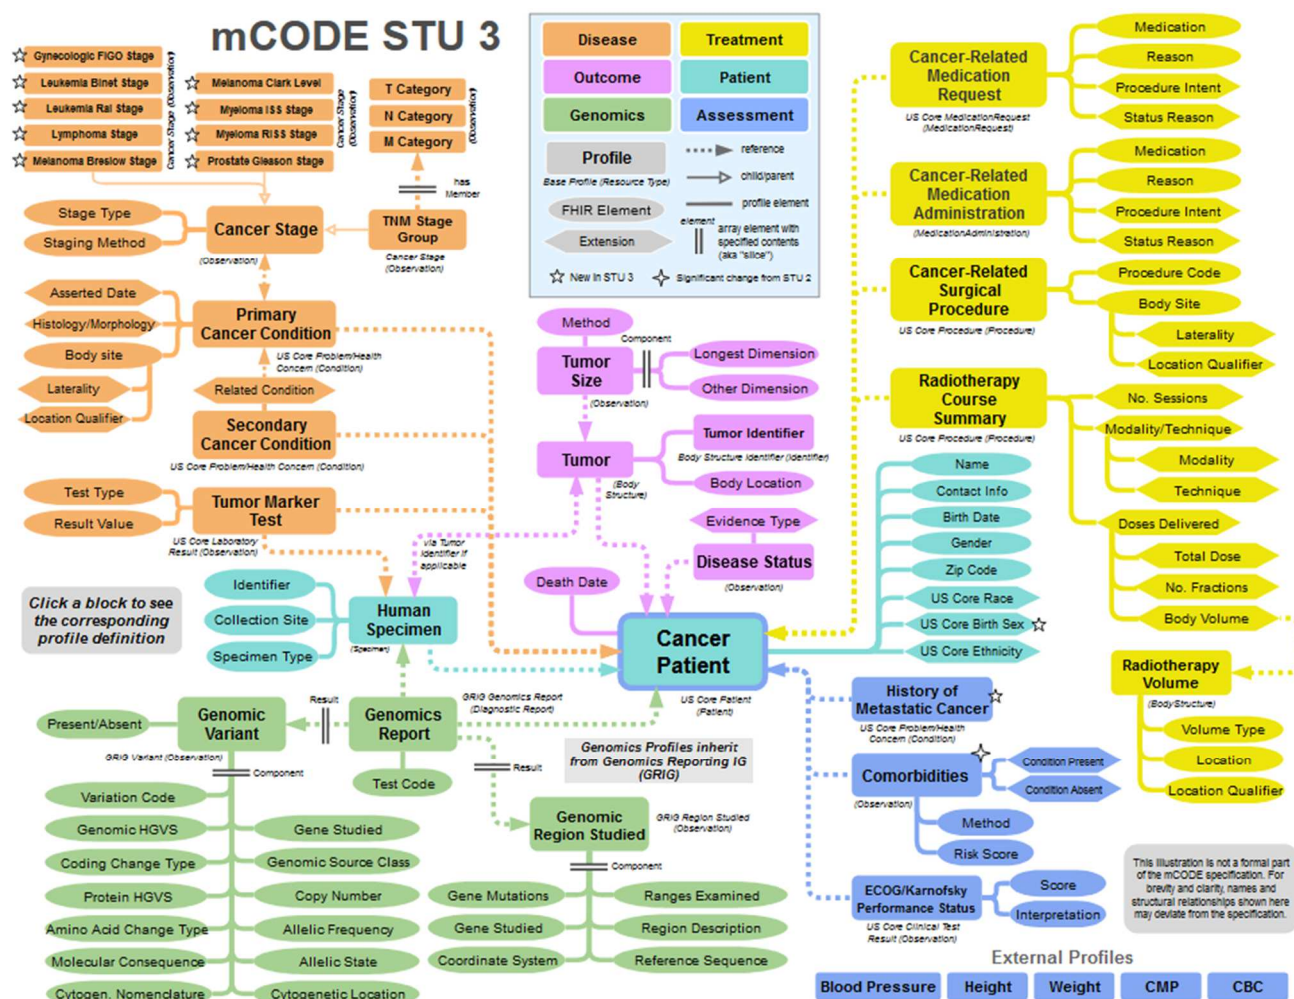 mCODE STU 3
Gynecologic FIGO Stage
Leukemia Binet Stage
Leukemia Rai Stage
Lymphoma Stage
Melanoma Breslow Stage
Cancer Stage (Observation)
Melanoma Clark Level
Myeloma ISS Stage
Myeloma RISS Stage
Prostate Gleason Stage
Cancer Stage
(Observation)
T Category
N Category
M Category
(Observation)
has
Member
Stage Type
Staging Method
Cancer Stage
(Observation)
TNM Stage
Group
Cancer Stage
(Observation)
Asserted Date
Histology/Morphology
Body site
Laterality
Location Qualifier
Primary
Cancer Condition
US Core Problem/Health
Concern (Condition)
Related Condition
Secondary
Cancer Condition
US Core Problem/Health Concern (Condition)
Test Type
Result Value
Tumor Marker
Test
US Core Laboratory
Result (Observation)
Disease
Treatment
Outcome
Patient
Genomics
Assessment
Profile
Base Profile (Resource Type)
FHIR Element
Extension
reference
child/parent
profile element
element
array element with
specified contents
(aka "slice")
New in STU 3
Significant change from STU 2
Method
Tumor
Size
(Observation)
Component
Longest Dimension
Other Dimension
Tumor
(Body
Structure)
Tumor Identifier
Body Structure Identifier (Identifier)
Body Location
Evidence Type
Disease Status
(Observation)
via Tumor
Identifier if
applicable
Death Date
Click a block to see
the corresponding
profile definition
Identifier
Collection Site
Specimen Type
Human
Specimen
(Specimen)
Cancer
Patient
US Core Patient
(Patient)
Name
Contact Info
Birth Date
Gender
Zip Code
US Core Race
US Core Birth Sex
US Core Ethnicity
Cancer-Related
Medication
Request
US Core MedicationRequest
(MedicationRequest)
Medication
Reason
Procedure Intent
Status Reason
Cancer-Related
Medication
Administration
(MedicationAdministration)
Medication
Reason
Procedure Intent
Status Reason
Cancer-Related
Surgical
Procedure
US Core Procedure (Procedure)
Procedure Code
Body Site
Laterality
Location Qualifier
Radiotherapy
Course
Summary
US Core Procedure (Procedure)
No. Sessions
Modality/Technique
Modality
Technique
Doses Delivered
Total Dose
No. Fractions
Body Volume
Radiotherapy
Volume
(BodyStructure)
Volume Type
Location
Location Qualifier
Present/Absent
Genomic
Variant
GRIG Variant (Observation)
Result
Genomics
Report
GRIG Genomics Report
(Diagnostic Report)
Test Code
Result
Genomics Profiles inherit
from Genomics Reporting IG
(GRIG)
Component
Variation Code
Genomic HGVS
Coding Change Type
Protein HGVS
Amino Acid Change Type
Molecular Consequence
Cytogen. Nomenclature
Gene Studied
Genomic Source Class
Copy Number
Allelic Frequency
Allelic State
Cytogenetic Location
Genomic
Region Studied
GRIG Region Studied
(Observation)
Component
Gene Mutations
Gene Studied
Coordinate System
Ranges Examined
Region Description
Reference Sequence
History of
Metastatic Cancer
US Core Problem/Health
Concern (Condition)
Comorbidities
(Observation)
Condition Present
Condition Absent
Method
Risk Score
ECOG/Karnofsky
Performance Status
US Core Clinical Test
Result (Observation)
Score
Interpretation
This illustration is not a formal part
of the mCODE specification. For
brevity and clarity, names and
structural relationships shown here
may deviate from the specification.
External Profiles
Blood Pressure
Height
Weight
CMP
CBC